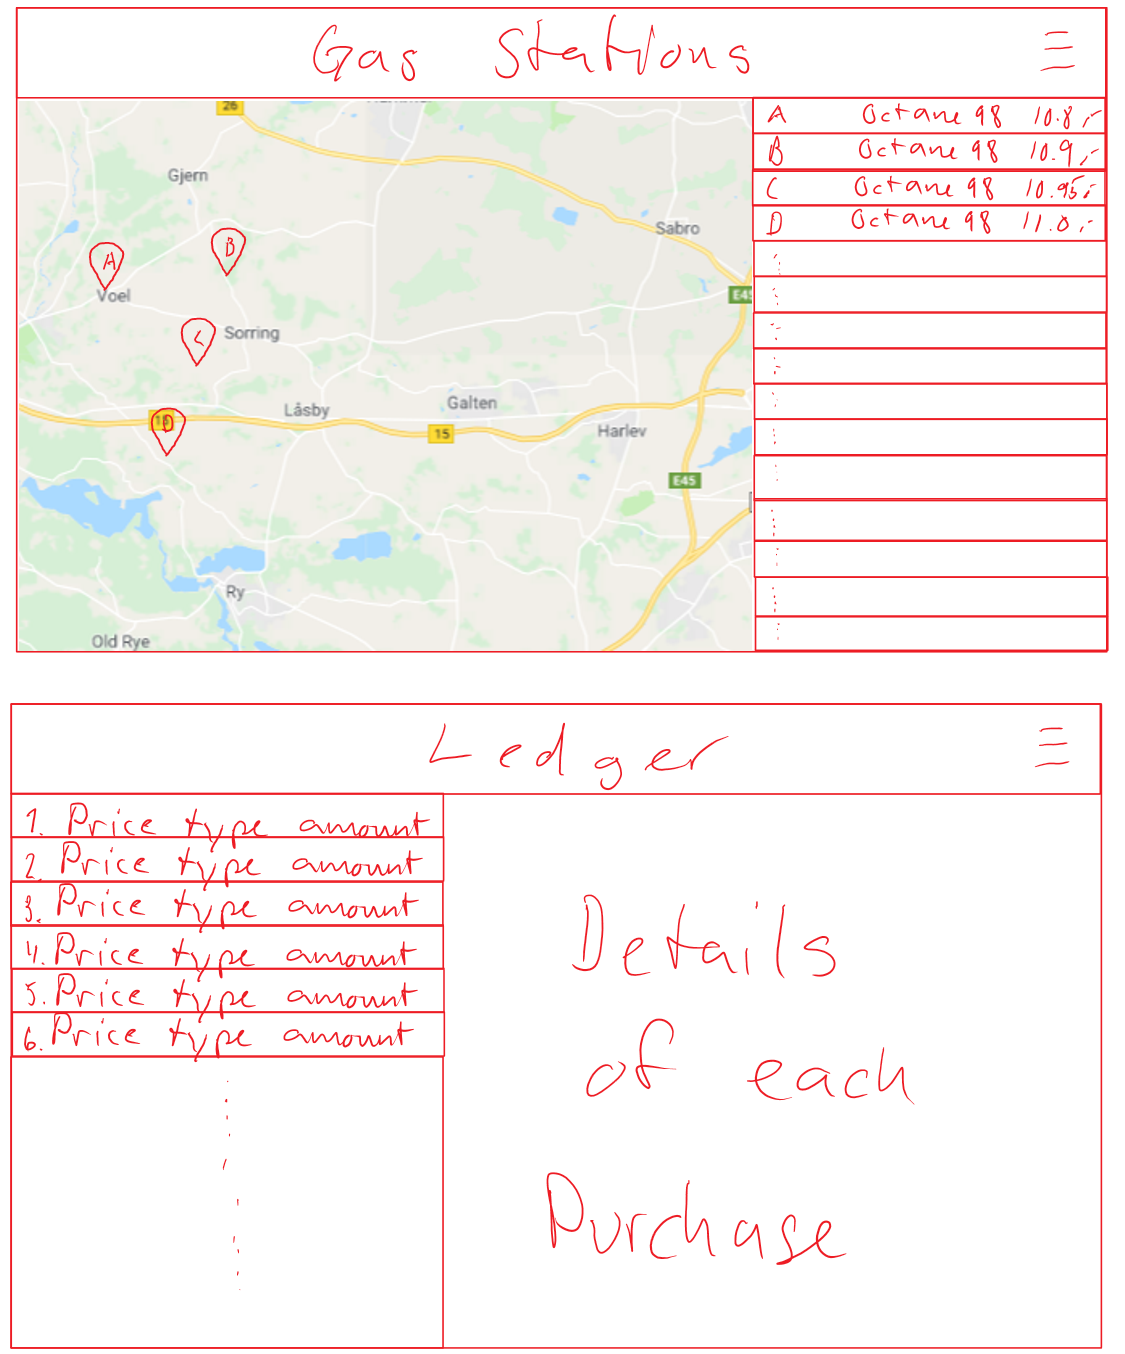 Gas Stations
26
Gjern
Sabro
A
B
Voel
E45
C
Sorring
Låsby
Galten
D
15
Harlev
E45
Ry
Old Rye
A Octane 98 10.8,-
B Octane 98 10.9,-
C Octane 98 10.95,-
D Octane 98 11.0,-
Ledger
1. Price type amount
2. Price type amount
3. Price type amount
4. Price type amount
5. Price type amount
6. Price type amount
Details
of each
Purchase